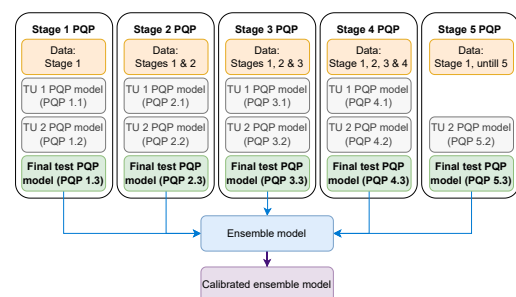 Stage 1 PQP
Stage 2 PQP
Stage 3 PQP
Stage 4 PQP
Stage 5 PQP
Data:
Stage 1
Data:
Stages 1 & 2
Data:
Stages 1, 2 & 3
Data:
Stage 1, 2, 3 & 4
Data:
Stage 1, untill 5
TU 1 PQP model
(PQP 1.1)
TU 1 PQP model
(PQP 2.1)
TU 1 PQP model
(PQP 3.1)
TU 1 PQP model
(PQP 4.1)
TU 2 PQP model
(PQP 1.2)
TU 2 PQP model
(PQP 2.2)
TU 2 PQP model
(PQP 3.2)
TU 2 PQP model
(PQP 4.2)
TU 2 PQP model
(PQP 5.2)
Final test PQP
model (PQP 1.3)
Final test PQP
model (PQP 2.3)
Final test PQP
model (PQP 3.3)
Final test PQP
model (PQP 4.3)
Final test PQP
model (PQP 5.3)
Ensemble model
Calibrated ensemble model